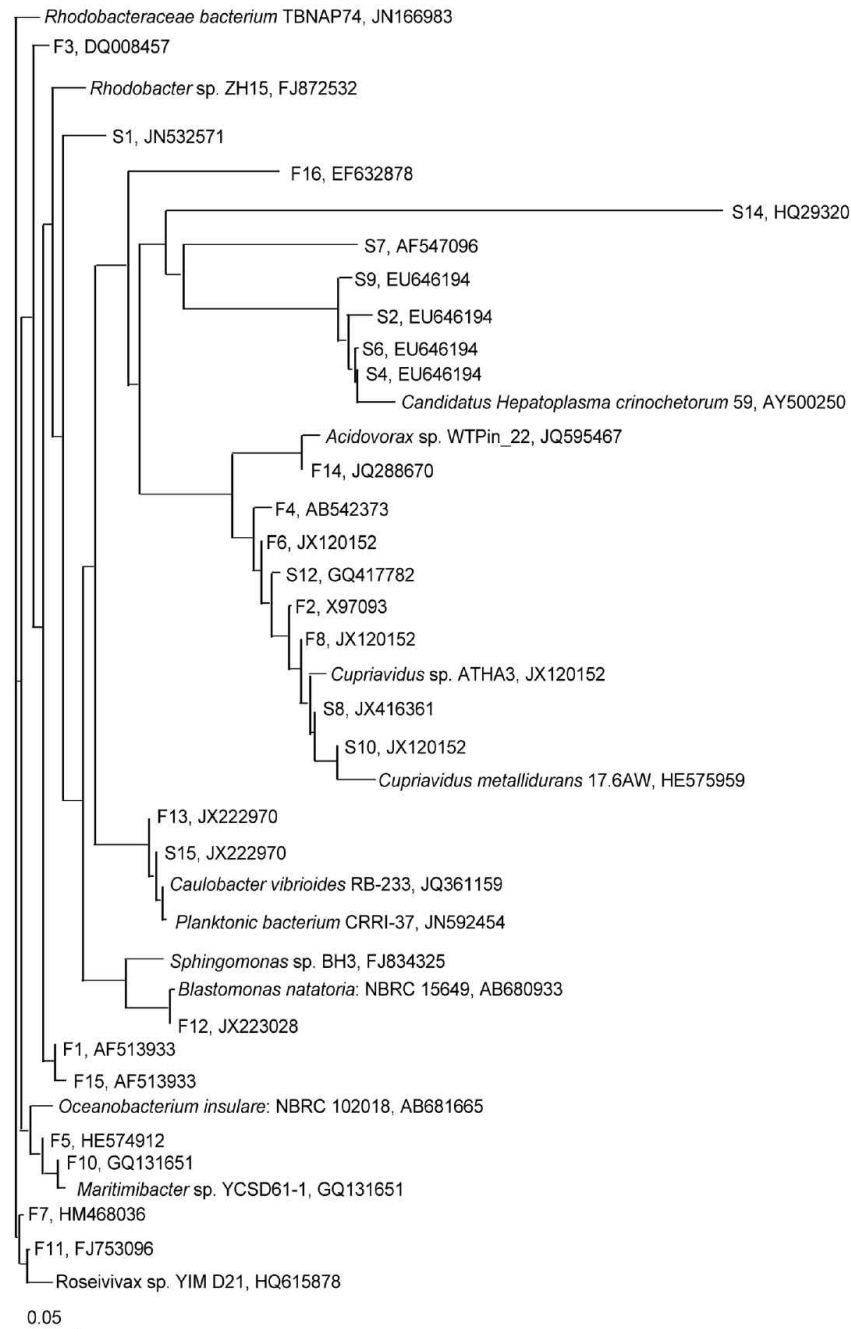 Rhodobacteraceae bacterium TBNAP74, JN166983
F3, DQ008457
Rhodobacter sp. ZH15, FJ872532
S1, JN532571
F16, EF632878
S14, HQ29320
S7, AF547096
S9, EU646194
S2, EU646194
S6, EU646194
S4, EU646194
Candidatus Hepatoplasma crinochetorum 59, AY500250
Acidovorax sp. WTPin_22, JQ595467
F14, JQ288670
F4, AB542373
F6, JX120152
S12, GQ417782
F2, X97093
F8, JX120152
Cupriavidus sp. ATHA3, JX120152
S8, JX416361
S10, JX120152
Cupriavidus metallidurans 17.6AW, HE575959
F13, JX222970
S15, JX222970
Caulobacter vibrioides RB-233, JQ361159
Planktonic bacterium CRRI-37, JN592454
Sphingomonas sp. BH3, FJ834325
Blastomonas natatoria: NBRC 15649, AB680933
F12, JX223028
F1, AF513933
F15, AF513933
Oceanobacterium insulare: NBRC 102018, AB681665
F5, HE574912
F10, GQ131651
Maritimibacter sp. YCSD61-1, GQ131651
F7, HM468036
F11, FJ753096
Roseivivax sp. YIM D21, HQ615878
0.05